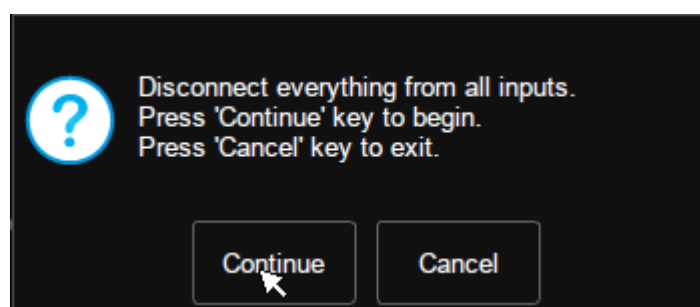 Disconnect everything from all inputs.
Press 'Continue' key to begin.
Press 'Cancel' key to exit.
Continue
Cancel